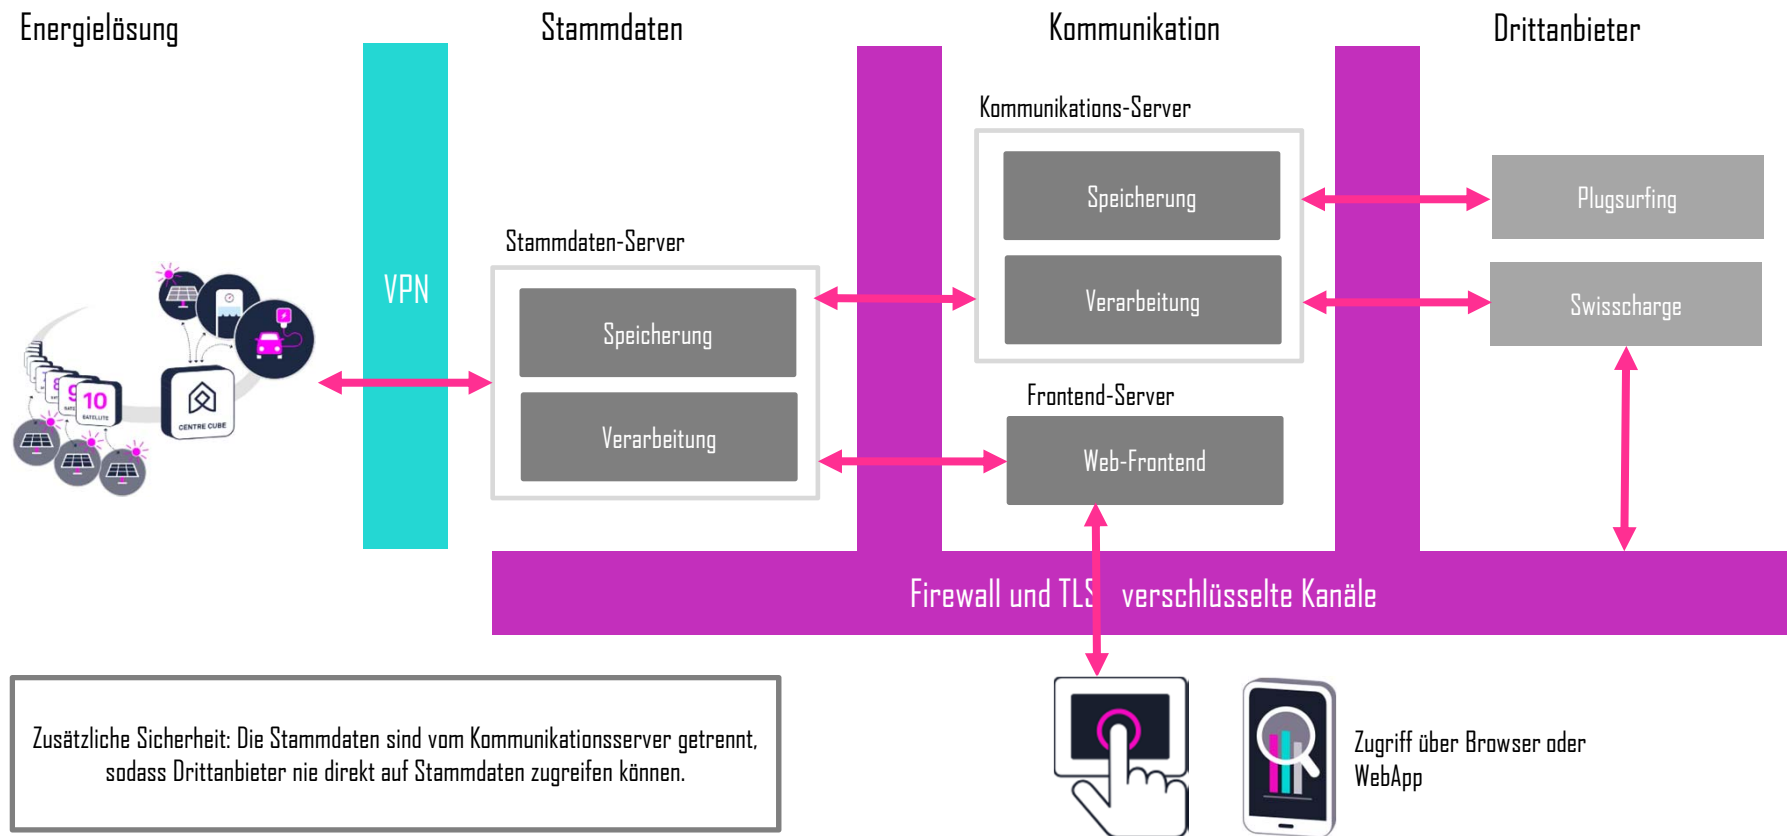 Energielösung
Stammdaten
Kommunikation
Drittanbieter
Kommunikations-Server
Speicherung
Plugsurfing
Stammdaten-Server
VPN
Verarbeitung
Swisscharge
Speicherung
10
SATELLITE
CENTRE CUBE
Frontend-Server
Verarbeitung
Web-Frontend
Firewall und TLS verschlüsselte Kanäle
Zusätzliche Sicherheit: Die Stammdaten sind vom Kommunikationsserver getrennt,
sodass Drittanbieter nie direkt auf Stammdaten zugreifen können.
Zugriff über Browser oder
WebApp